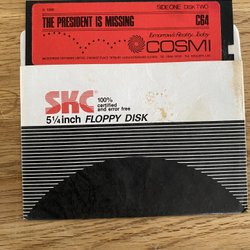 © 1988 SIDE ONE DISK TWO
THE PRESIDENT IS MISSING C64
Tomorrow's Reality...Today
COSMI
SKC 100%
certified
and error free
5¼ inch FLOPPY DISK